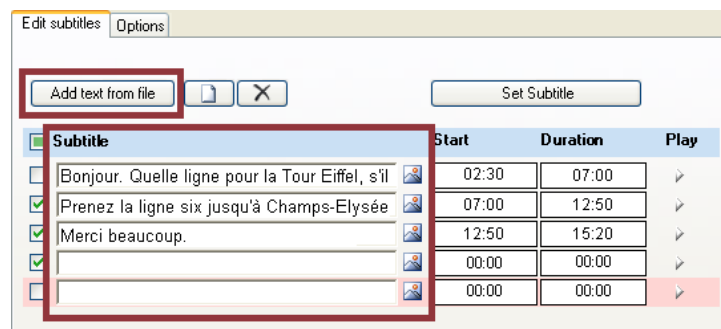 Edit subtitles Options
Add text from file Set Subtitle
Subtitle Start Duration Play
Bonjour. Quelle ligne pour la Tour Eiffel, s'il 02:30 07:00
Prenez la ligne six jusqu'à Champs-Elysée 07:00 12:50
Merci beaucoup. 12:50 15:20
00:00 00:00
00:00 00:00